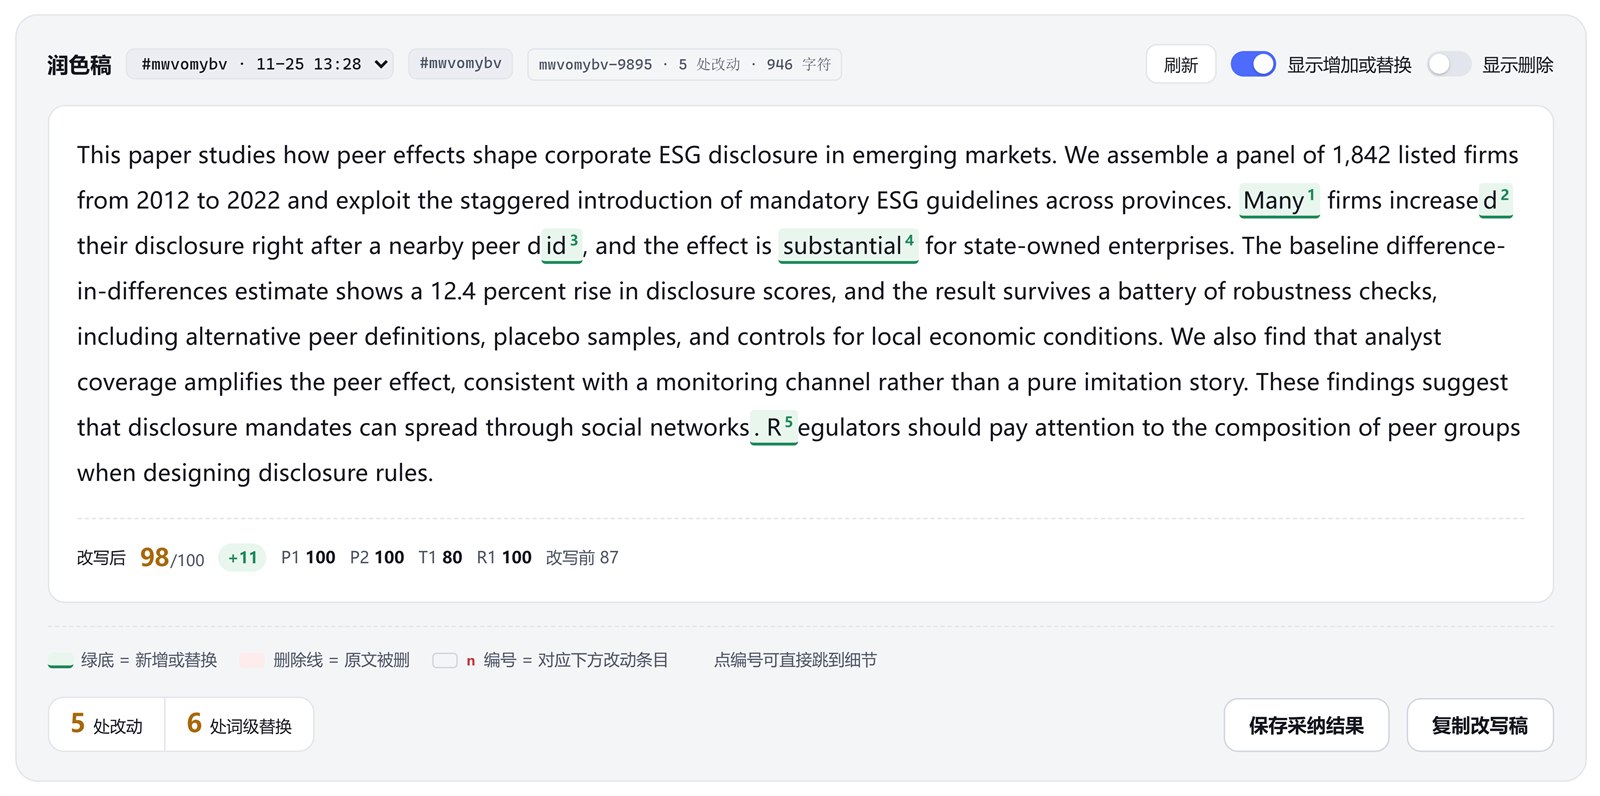 润色稿 #mwvomybv · 11-25 13:28 #mwvomybv mwvomybv-9895 · 5 处改动 · 946 字符 刷新 显示增加或替换 显示删除
This paper studies how peer effects shape corporate ESG disclosure in emerging markets. We assemble a panel of 1,842 listed firms
from 2012 to 2022 and exploit the staggered introduction of mandatory ESG guidelines across provinces. Many 1 firms increased 2
their disclosure right after a nearby peer did 3, and the effect is substantial 4 for state-owned enterprises. The baseline difference-
in-differences estimate shows a 12.4 percent rise in disclosure scores, and the result survives a battery of robustness checks,
including alternative peer definitions, placebo samples, and controls for local economic conditions. We also find that analyst
coverage amplifies the peer effect, consistent with a monitoring channel rather than a pure imitation story. These findings suggest
that disclosure mandates can spread through social networks. R 5egulators should pay attention to the composition of peer groups
when designing disclosure rules.
改写后 98/100 +11 P1 100 P2 100 T1 80 R1 100 改写前 87
绿底 = 新增或替换 删除线 = 原文被删 n 编号 = 对应下方改动条目 点编号可直接跳到细节
5 处改动 6 处词级替换 保存采纳结果 复制改写稿